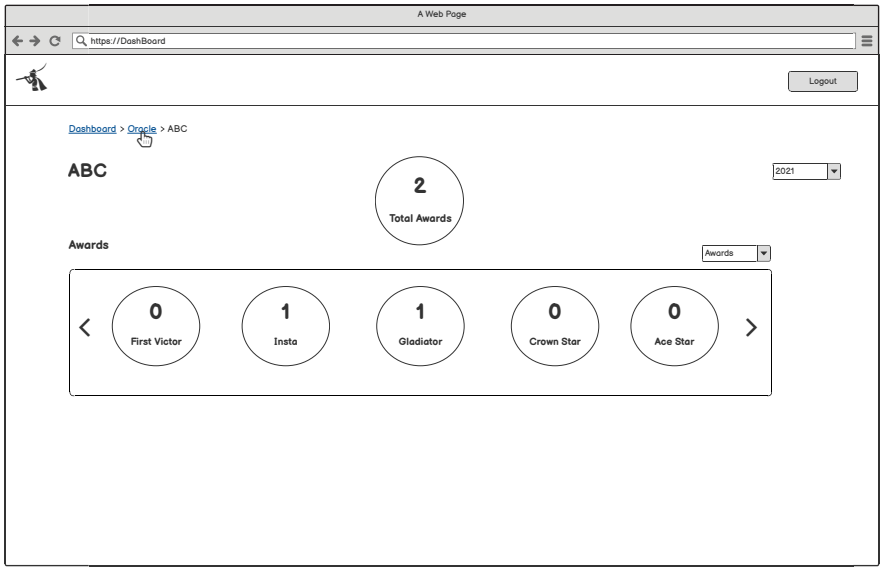 A Web Page
https://DashBoard
Logout
Dashboard > Oracle > ABC
ABC
2
Total Awards
2021
Awards
Awards
0
First Victor
1
Insta
1
Gladiator
0
Crown Star
0
Ace Star